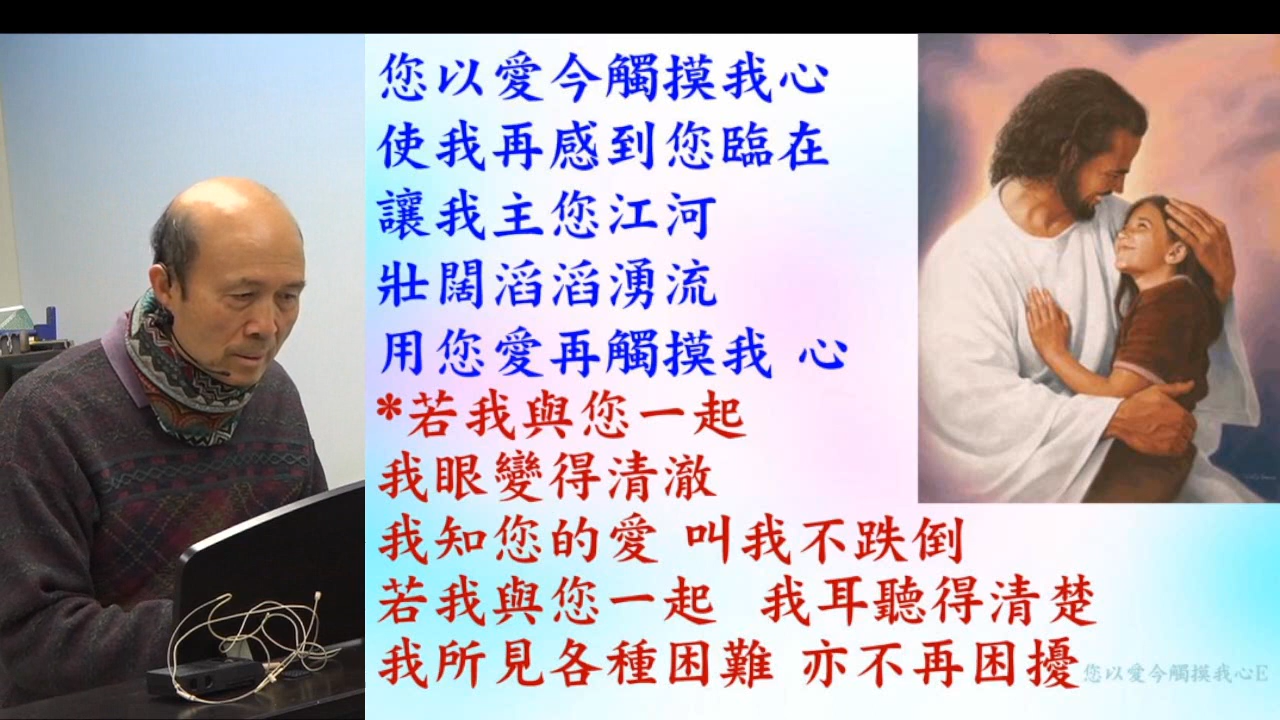 您以愛今觸摸我心
使我再感到您臨在
讓我主您江河
壯闊滔滔湧流
用您愛再觸摸我 心
*若我與您一起
我眼變得清澈
我知您的愛 叫我不跌倒
若我與您一起 我耳聽得清楚
我所見各種困難 亦不再困擾
您以愛今觸摸我心E